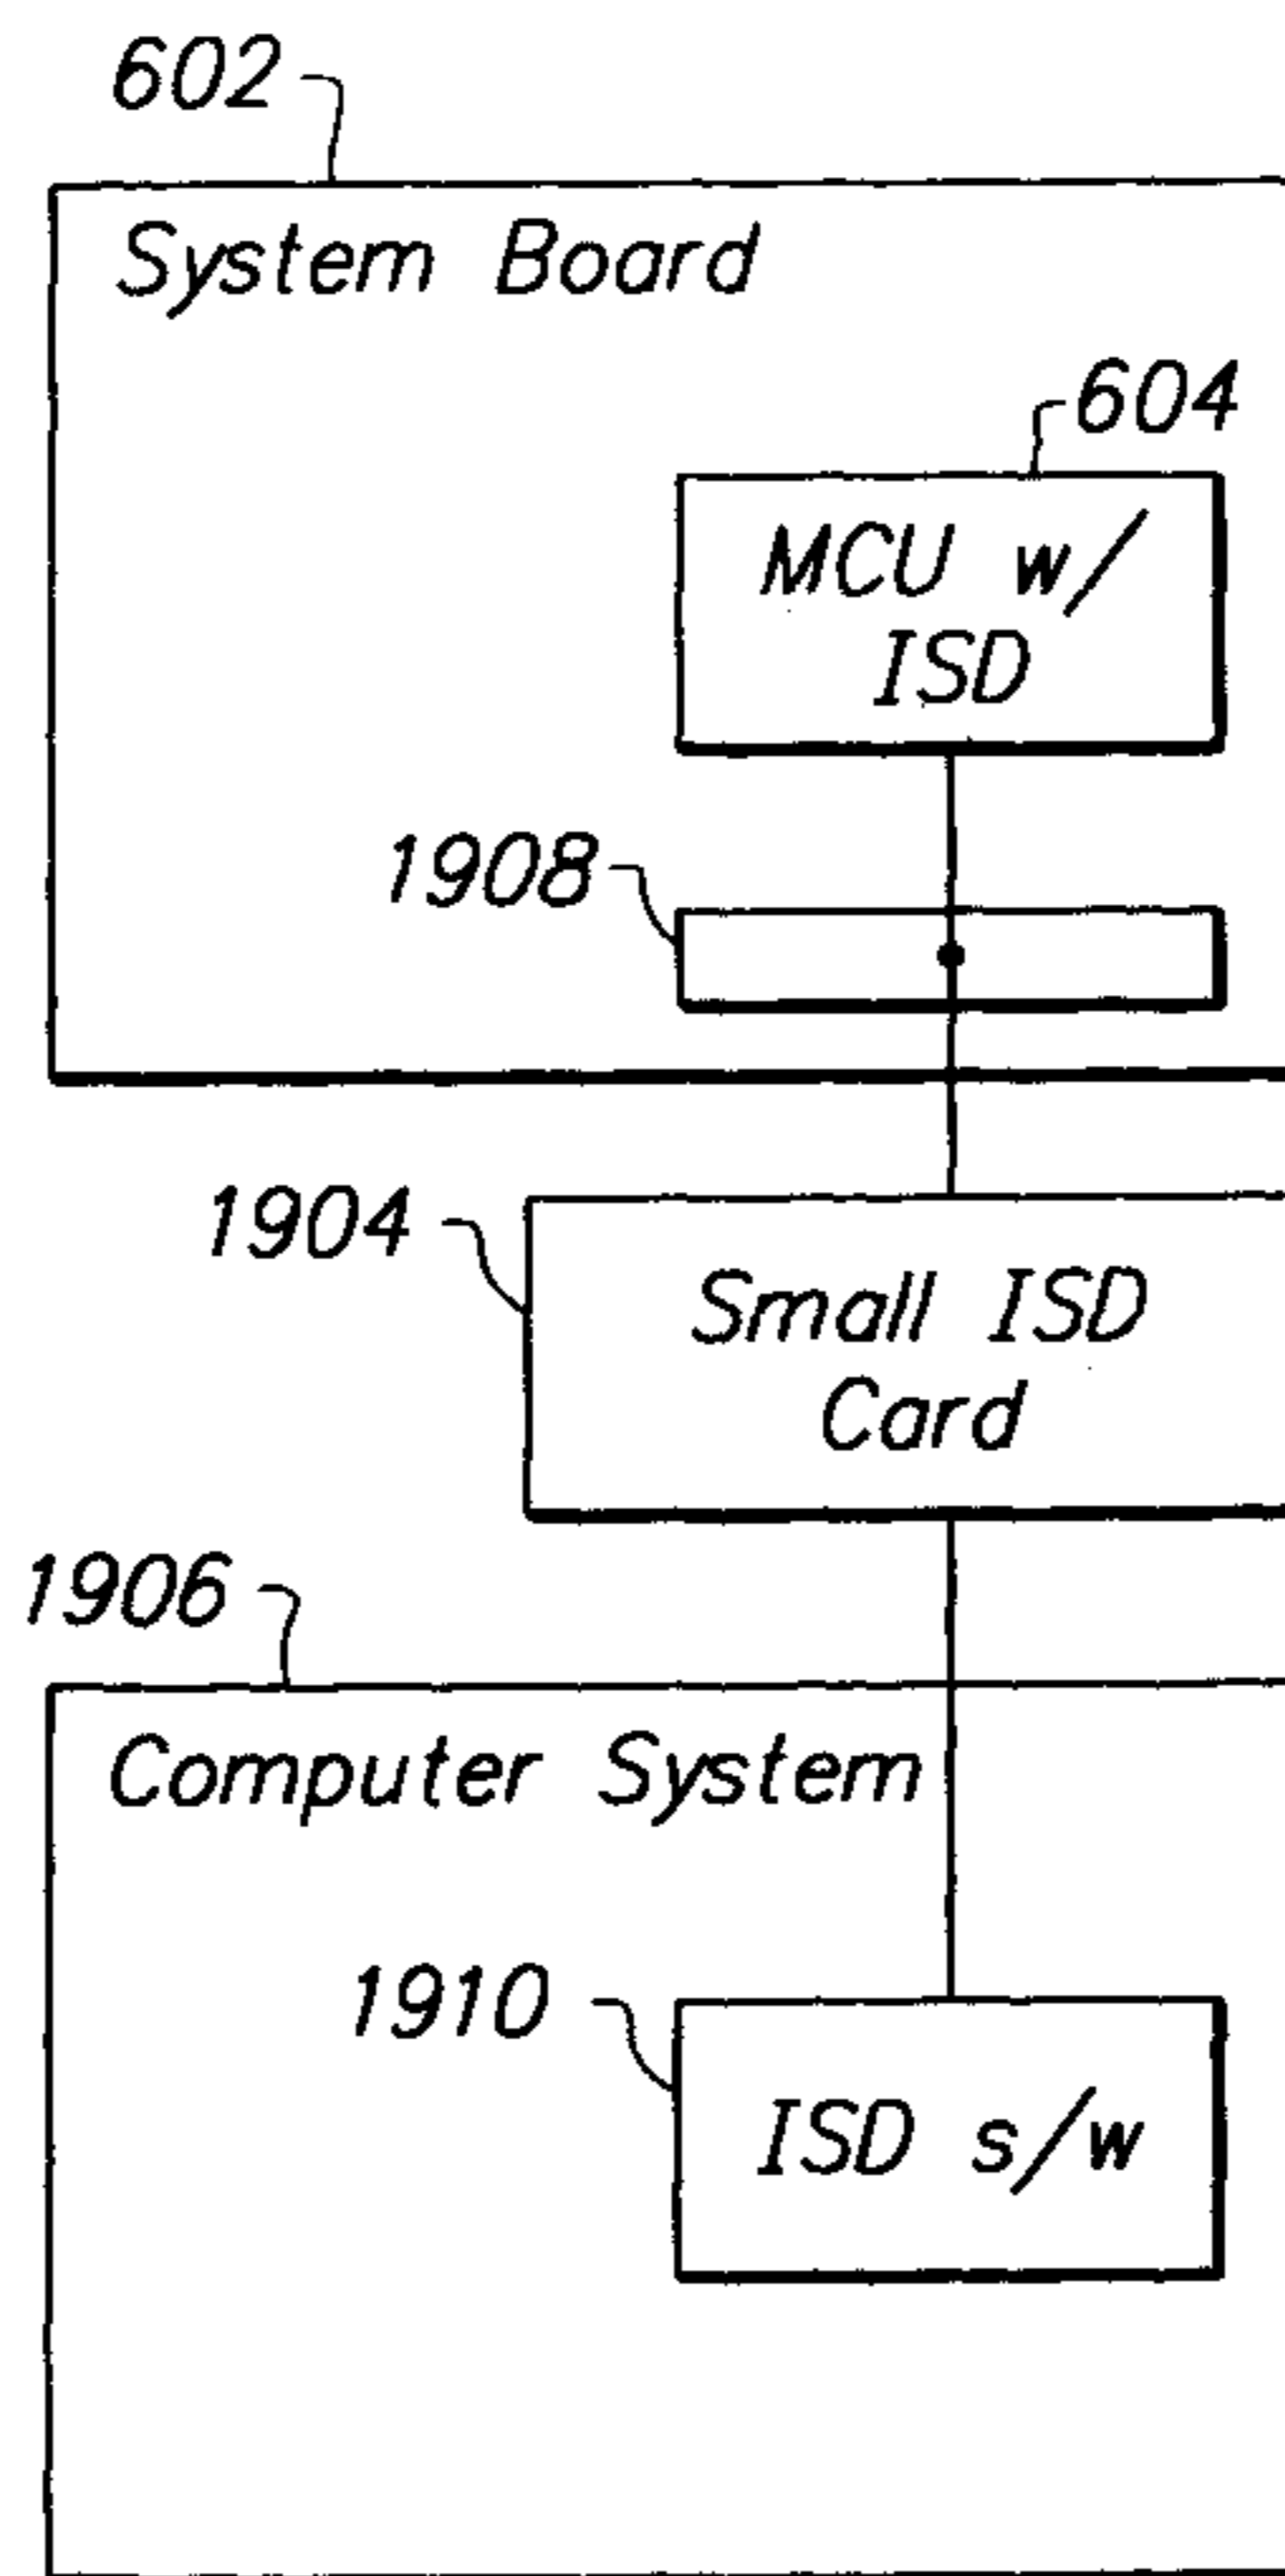 602
System Board
604
MCU w/
ISD
1908
1904
Small ISD
Card
1906
Computer System
1910
ISD s/w